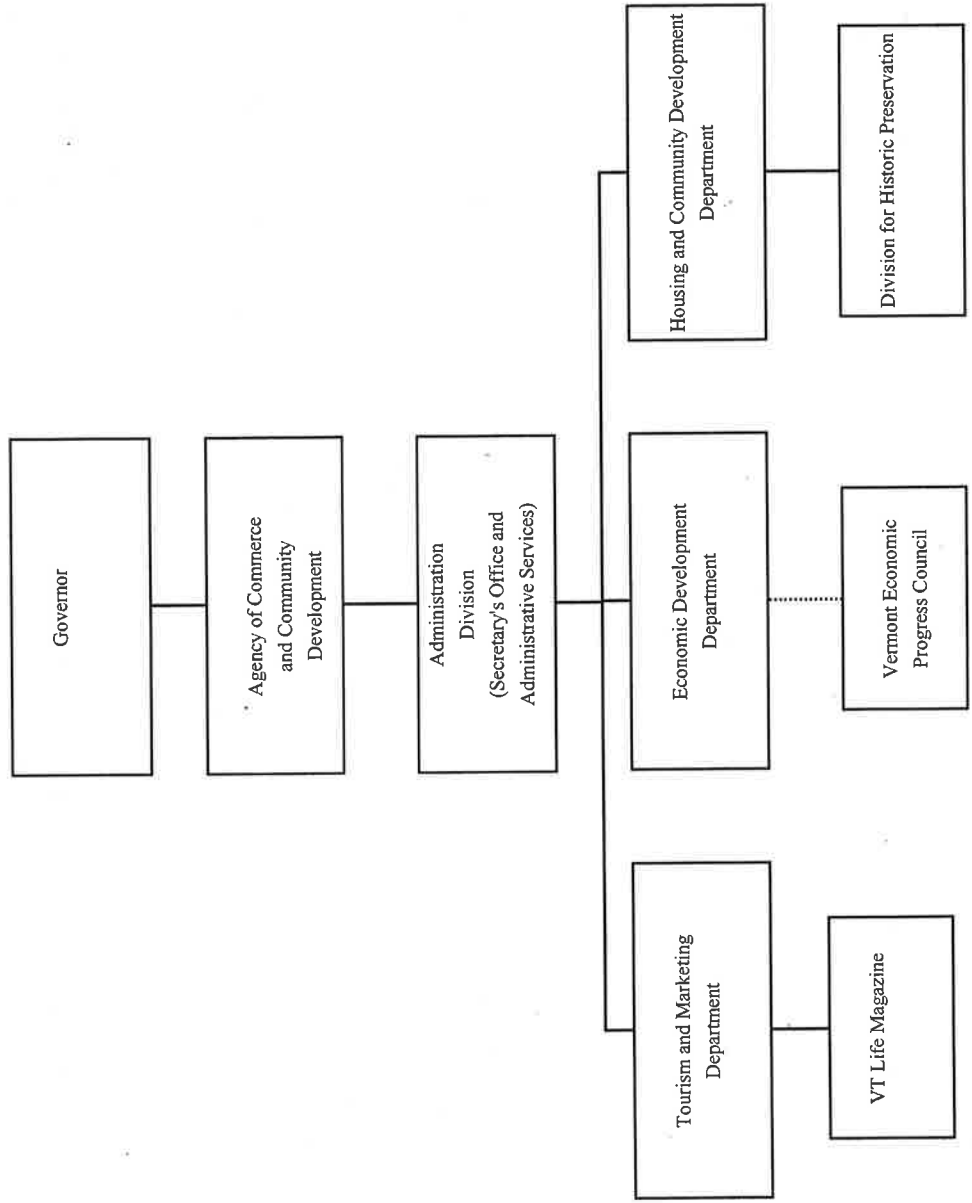 Governor
Agency of Commerce
and Community
Development
Administration
Division
(Secretary's Office and
Administrative Services)
Tourism and Marketing
Department
Economic Development
Department
Housing and Community Development
Department
VT Life Magazine
Vermont Economic
Progress Council
Division for Historic Preservation